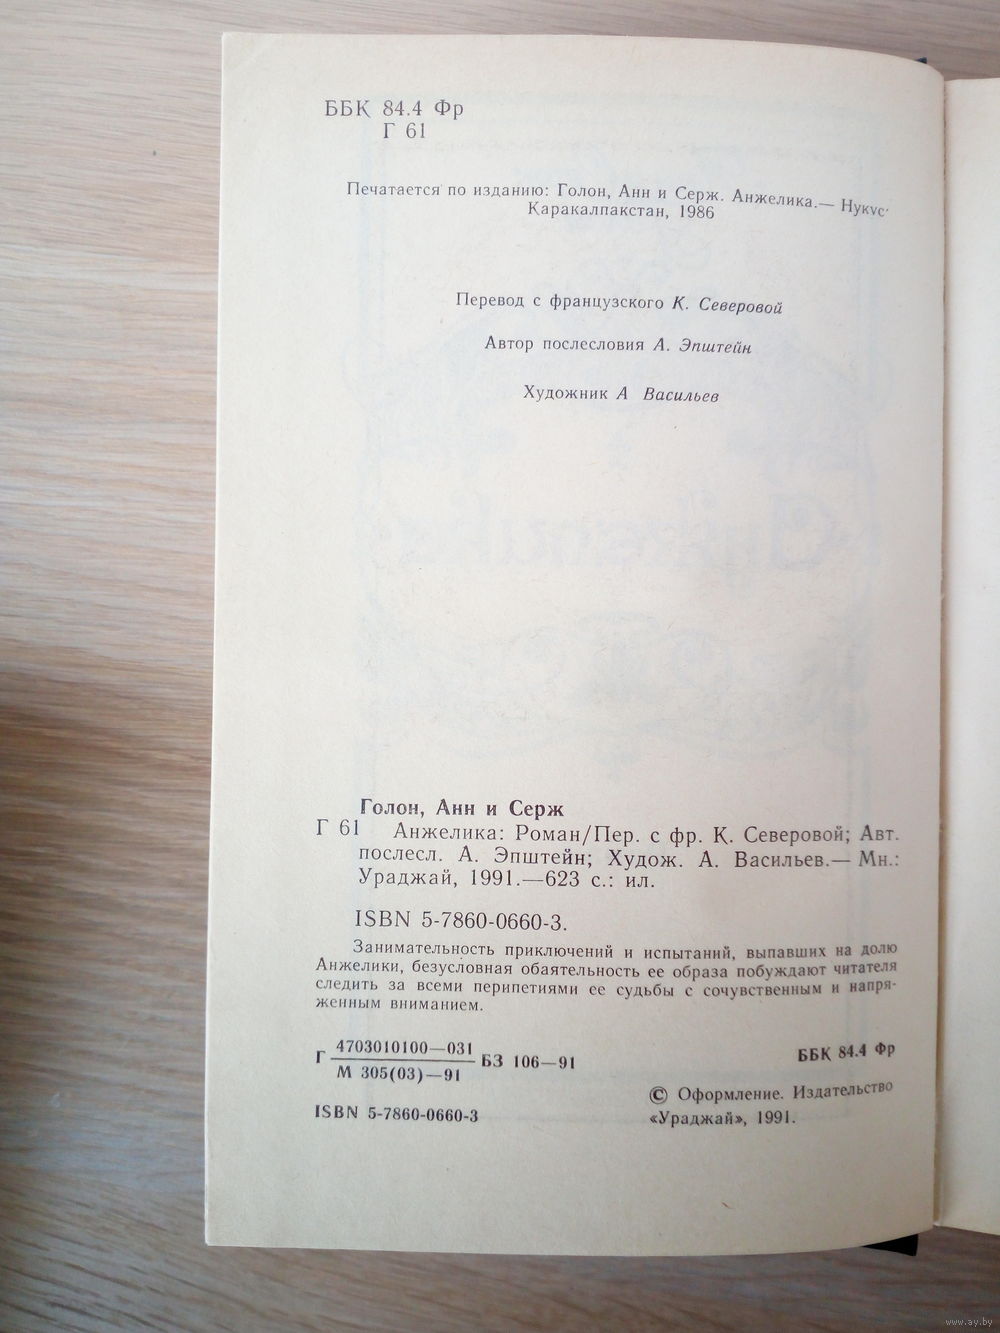 ББК 84.4 Фр
Г 61
Печатается по изданию: Голон, Анн и Серж. Анжелика.— Нукус
Каракалпакстан, 1986
Перевод с французского К. Северовой
Автор послесловия А. Эпштейн
Художник А Васильев
Голон, Анн и Серж
Г 61 Анжелика: Роман/Пер. с фр. К. Северовой; Авт.
послесл. А. Эпштейн; Худож. А. Васильев.— Мн.:
Ураджай, 1991.—623 с.: ил.
ISBN 5-7860-0660-3.
Занимательность приключений и испытаний, выпавших на долю
Анжелики, безусловная обаятельность ее образа побуждают читателя
следить за всеми перипетиями ее судьбы с сочувственным и напря-
женным вниманием.
Г 4703010100—031 БЗ 106—91
М 305(03)—91
ББК 84.4 Фр
ISBN 5-7860-0660-3
© Оформление. Издательство
«Ураджай», 1991.
www.ay.by